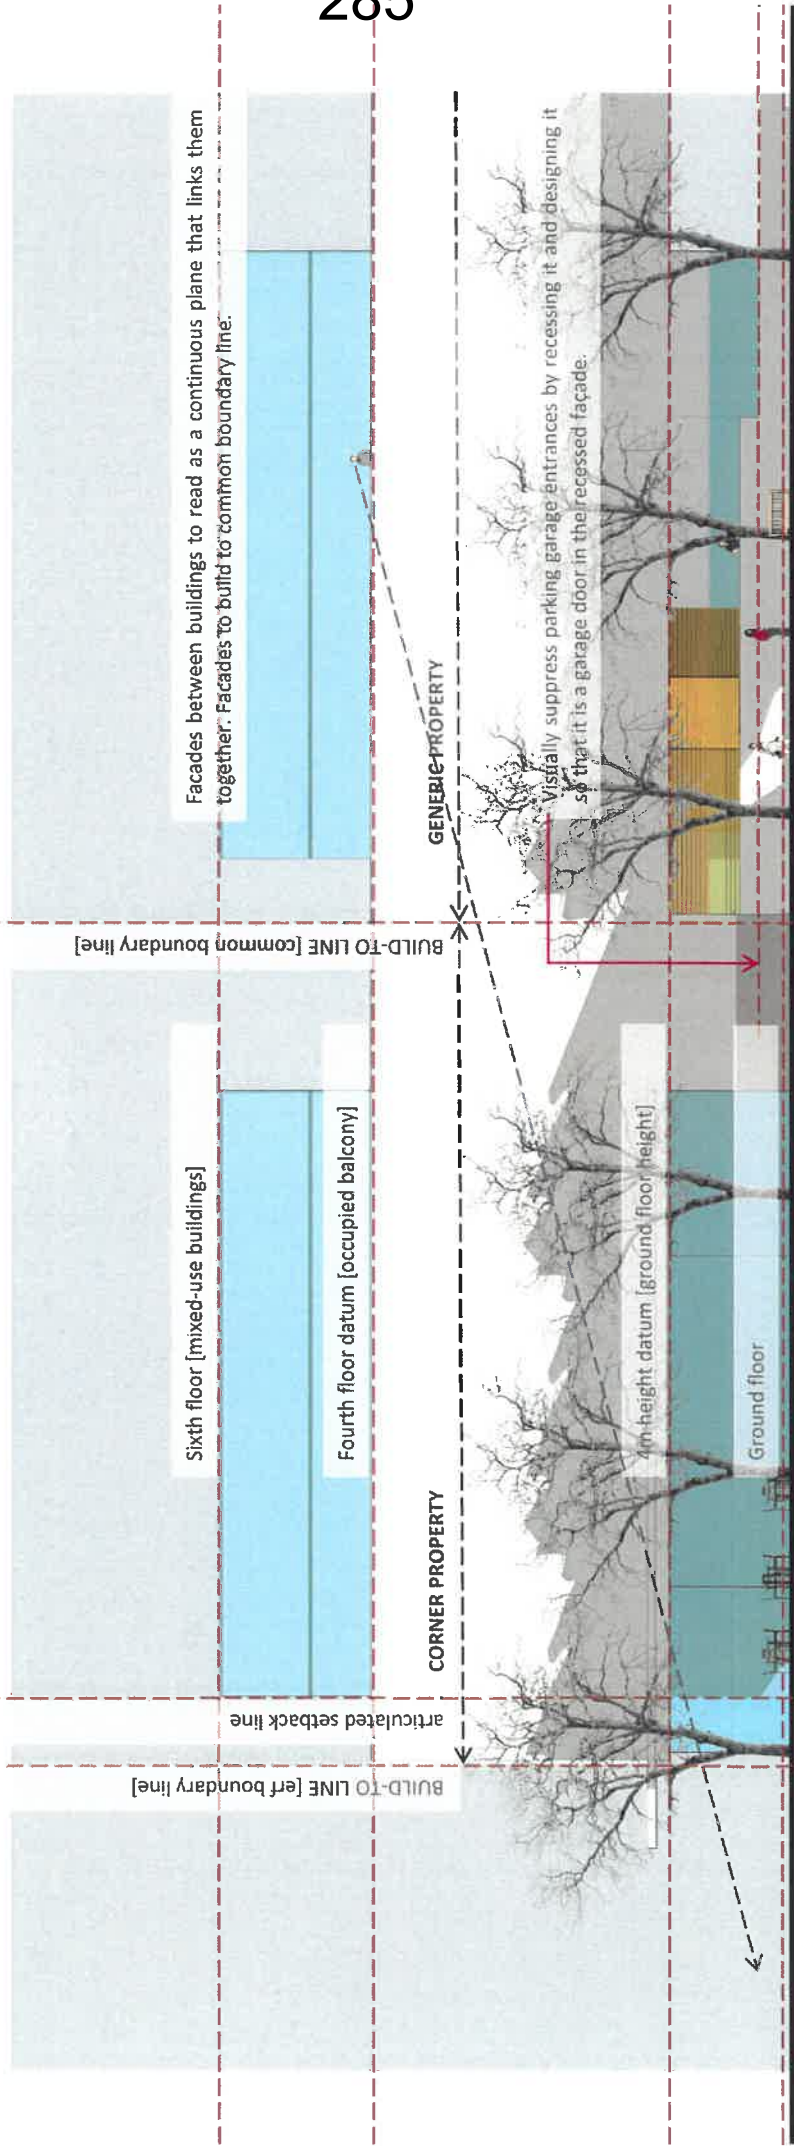 285
Facades between buildings to read as a continuous plane that links them
together. Facades to build to common boundary line.
Sixth floor [mixed-use buildings]
Fourth floor datum [occupied balcony]
BUILD-TO LINE [common boundary line]
articulated setback line
BUILD-TO LINE [erf boundary line]
CORNER PROPERTY
GENERIC PROPERTY
Visually suppress parking garage entrances by recessing it and designing it
so that it is a garage door in the recessed façade.
4m height datum [ground floor height]
Ground floor